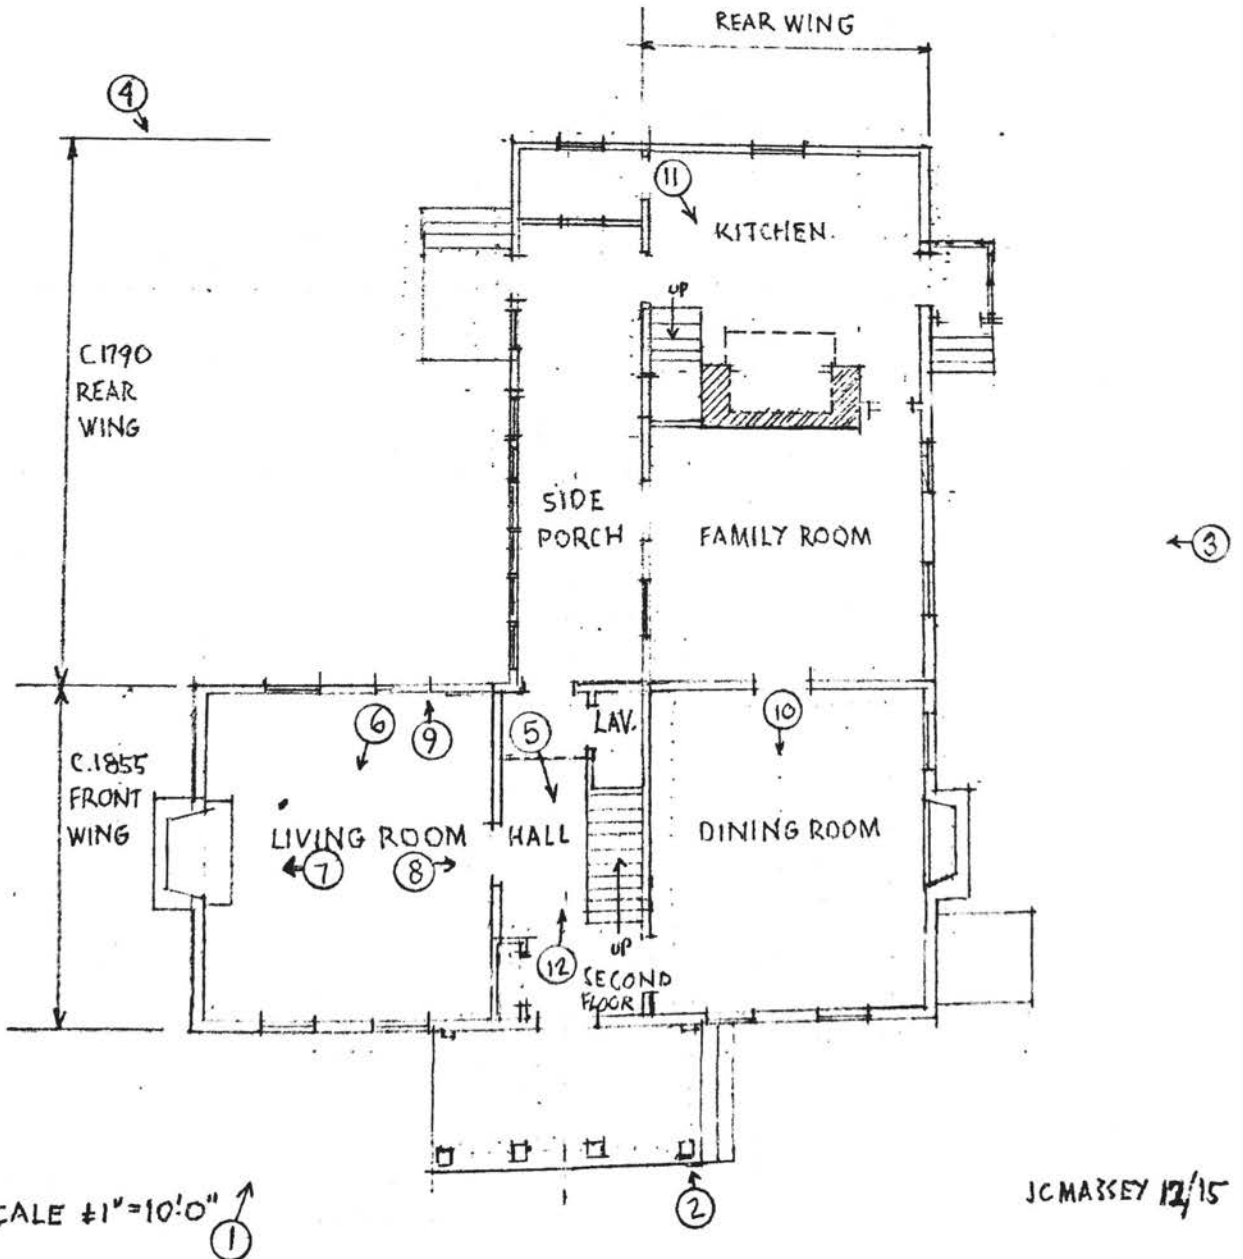 REAR WING
4
11
KITCHEN
UP
C.1790
REAR
WING
SIDE
PORCH
FAMILY ROOM
3
6
9
5
LAV.
10
C.1855
FRONT
WING
LIVING ROOM
HALL
DINING ROOM
7
8
12
UP
SECOND
FLOOR
CALE ±1"=10'0"
1
2
JCMASSEY 12/15